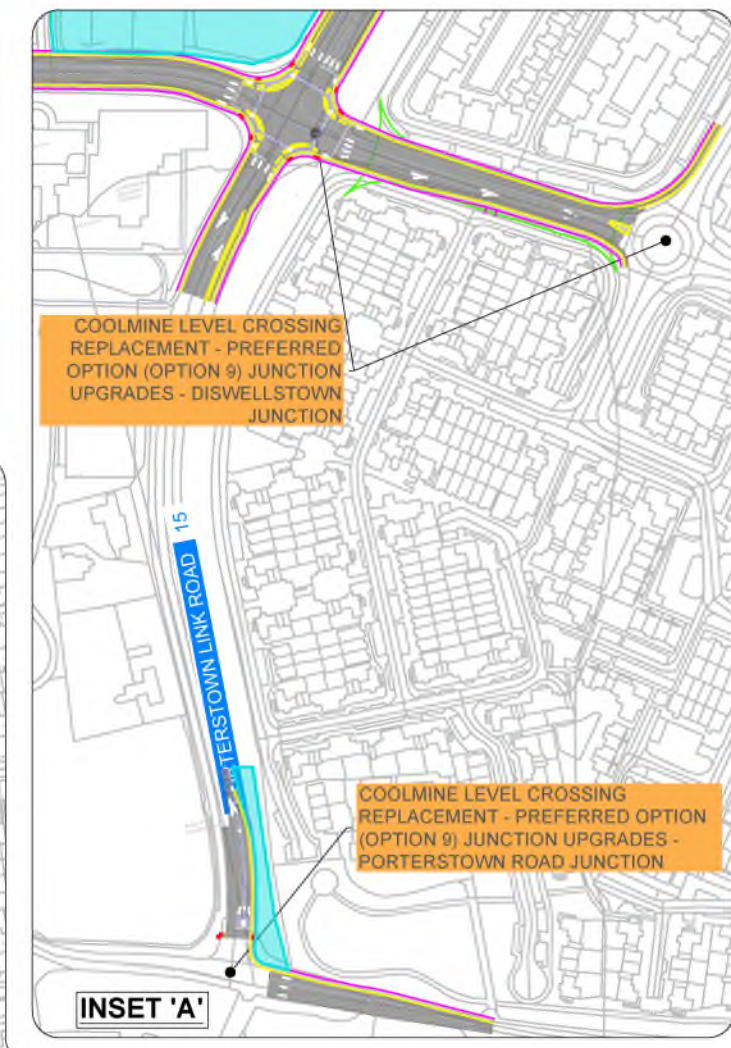 COOLMINE LEVEL CROSSING
REPLACEMENT - PREFERRED
OPTION (OPTION 9) JUNCTION
UPGRADES - DISWELLSTOWN
JUNCTION
TERSTOWN LINK ROAD 15
COOLMINE LEVEL CROSSING
REPLACEMENT - PREFERRED OPTION
(OPTION 9) JUNCTION UPGRADES -
PORTERSTOWN ROAD JUNCTION
INSET 'A'